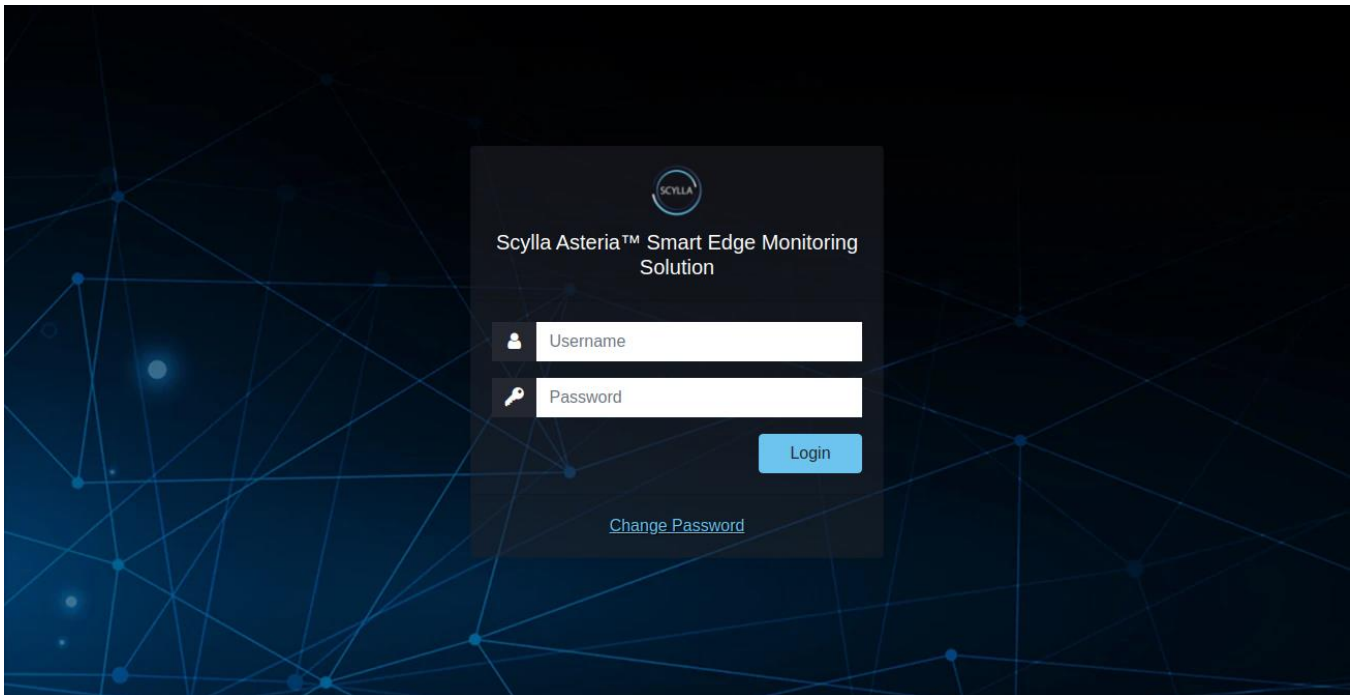 SCYLLA
Scylla Asteria™ Smart Edge Monitoring
Solution
Username
Password
Login
Change Password